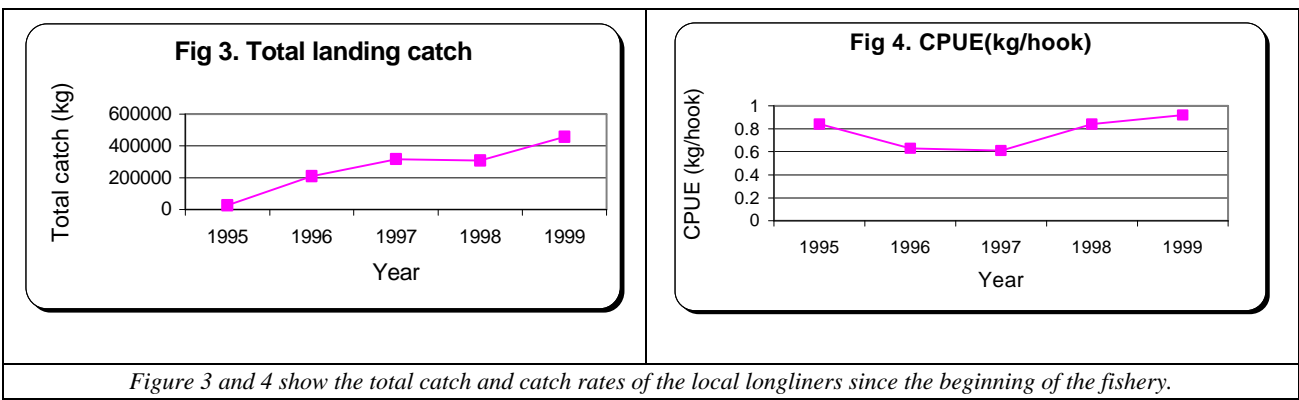 Fig 3. Total landing catch
Total catch (kg)
600000
400000
200000
0
1995 1996 1997 1998 1999
Year
Fig 4. CPUE(kg/hook)
CPUE (kg/hook)
1
0.8
0.6
0.4
0.2
0
1995 1996 1997 1998 1999
Year
Figure 3 and 4 show the total catch and catch rates of the local longliners since the beginning of the fishery.